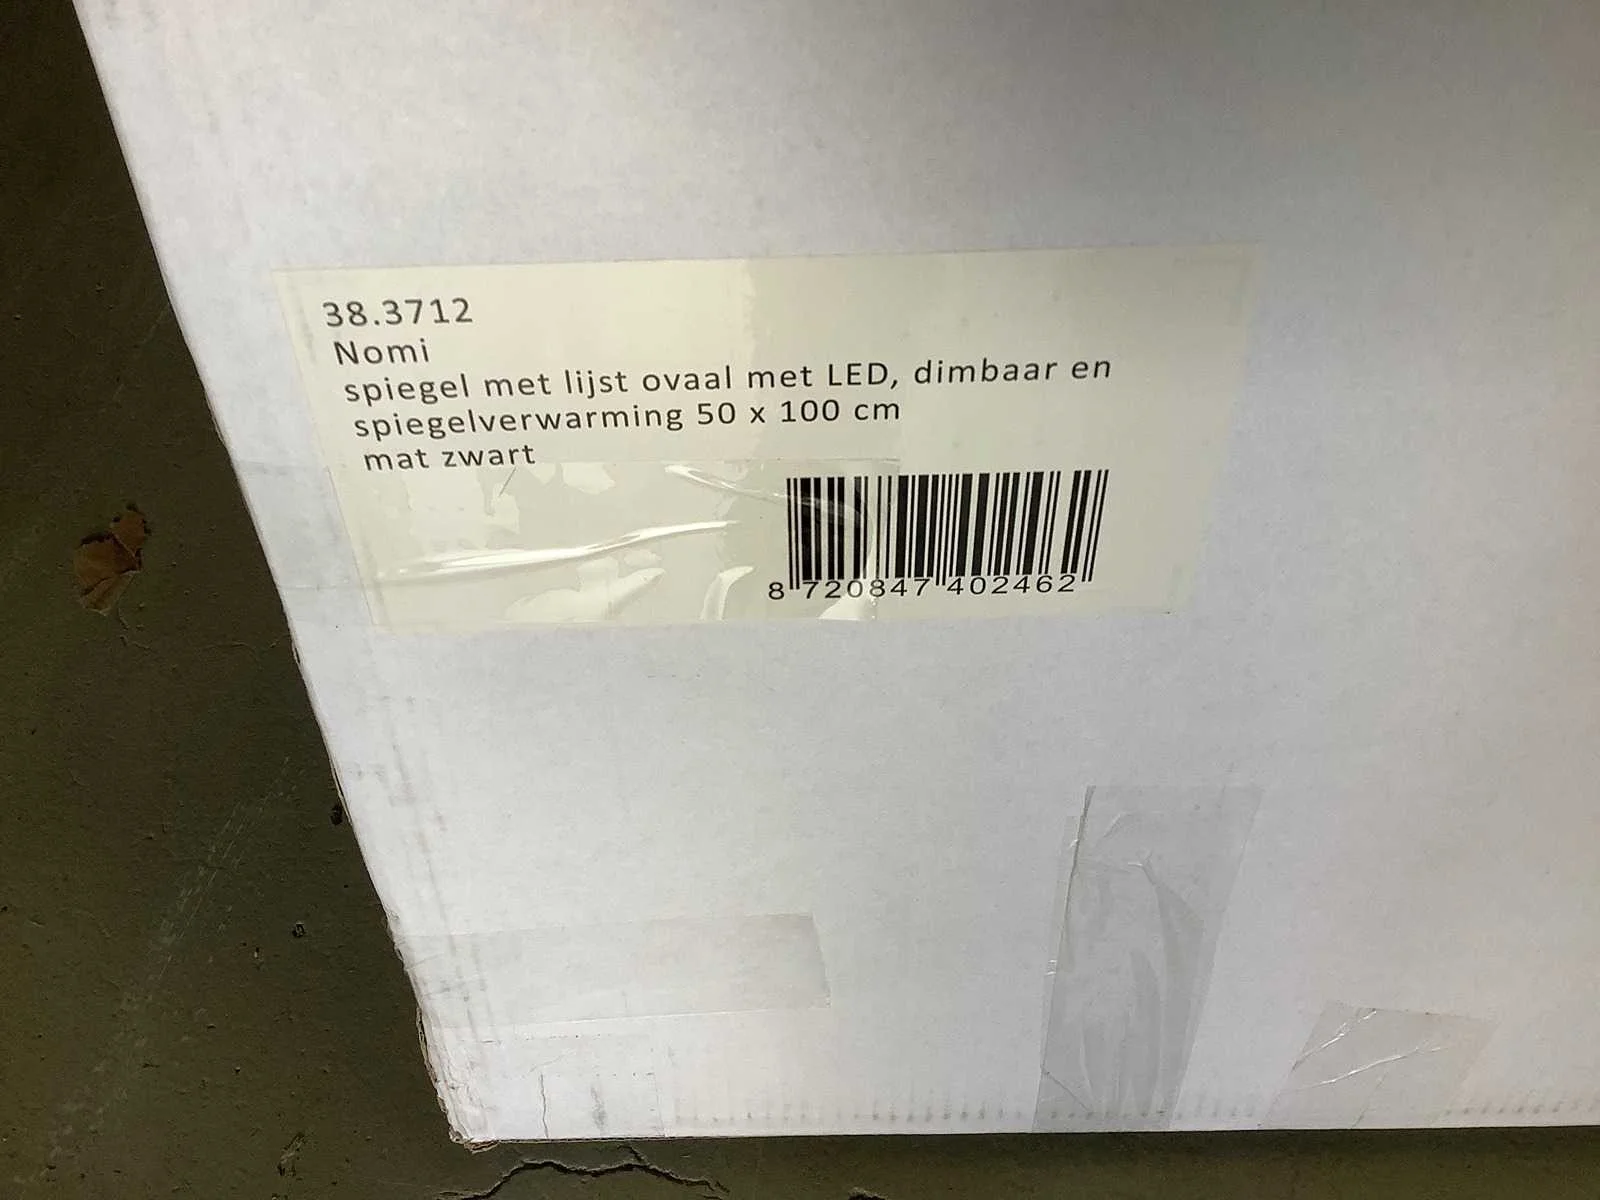 38.3712
Nomi
spiegel met lijst ovaal met LED, dimbaar en
spiegelverwarming 50 x 100 cm
mat zwart
8 720847 402462